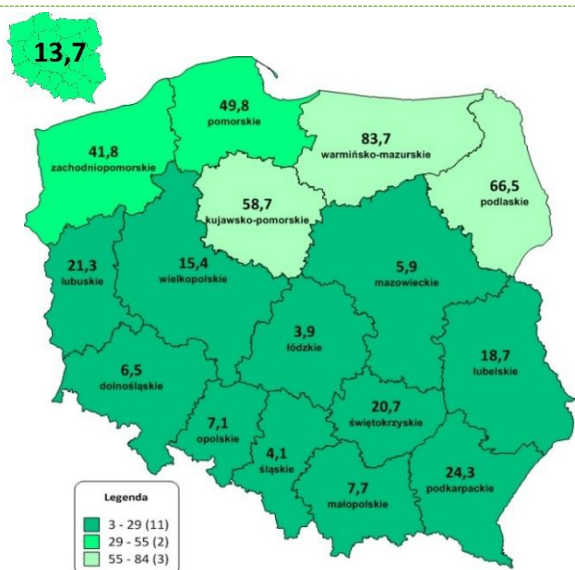 13,7
49,8
pomorskie
83,7
warmińsko-mazurskie
41,8
zachodniopomorskie
66,5
podlaskie
58,7
kujawsko-pomorskie
21,3
lubuskie
15,4
wielkopolskie
5,9
mazowieckie
3,9
łódzkie
18,7
lubelskie
6,5
dolnośląskie
7,1
opolskie
4,1
śląskie
20,7
świętokrzyskie
7,7
małopolskie
24,3
podkarpackie
Legenda
3 - 29 (11)
29 - 55 (2)
55 - 84 (3)